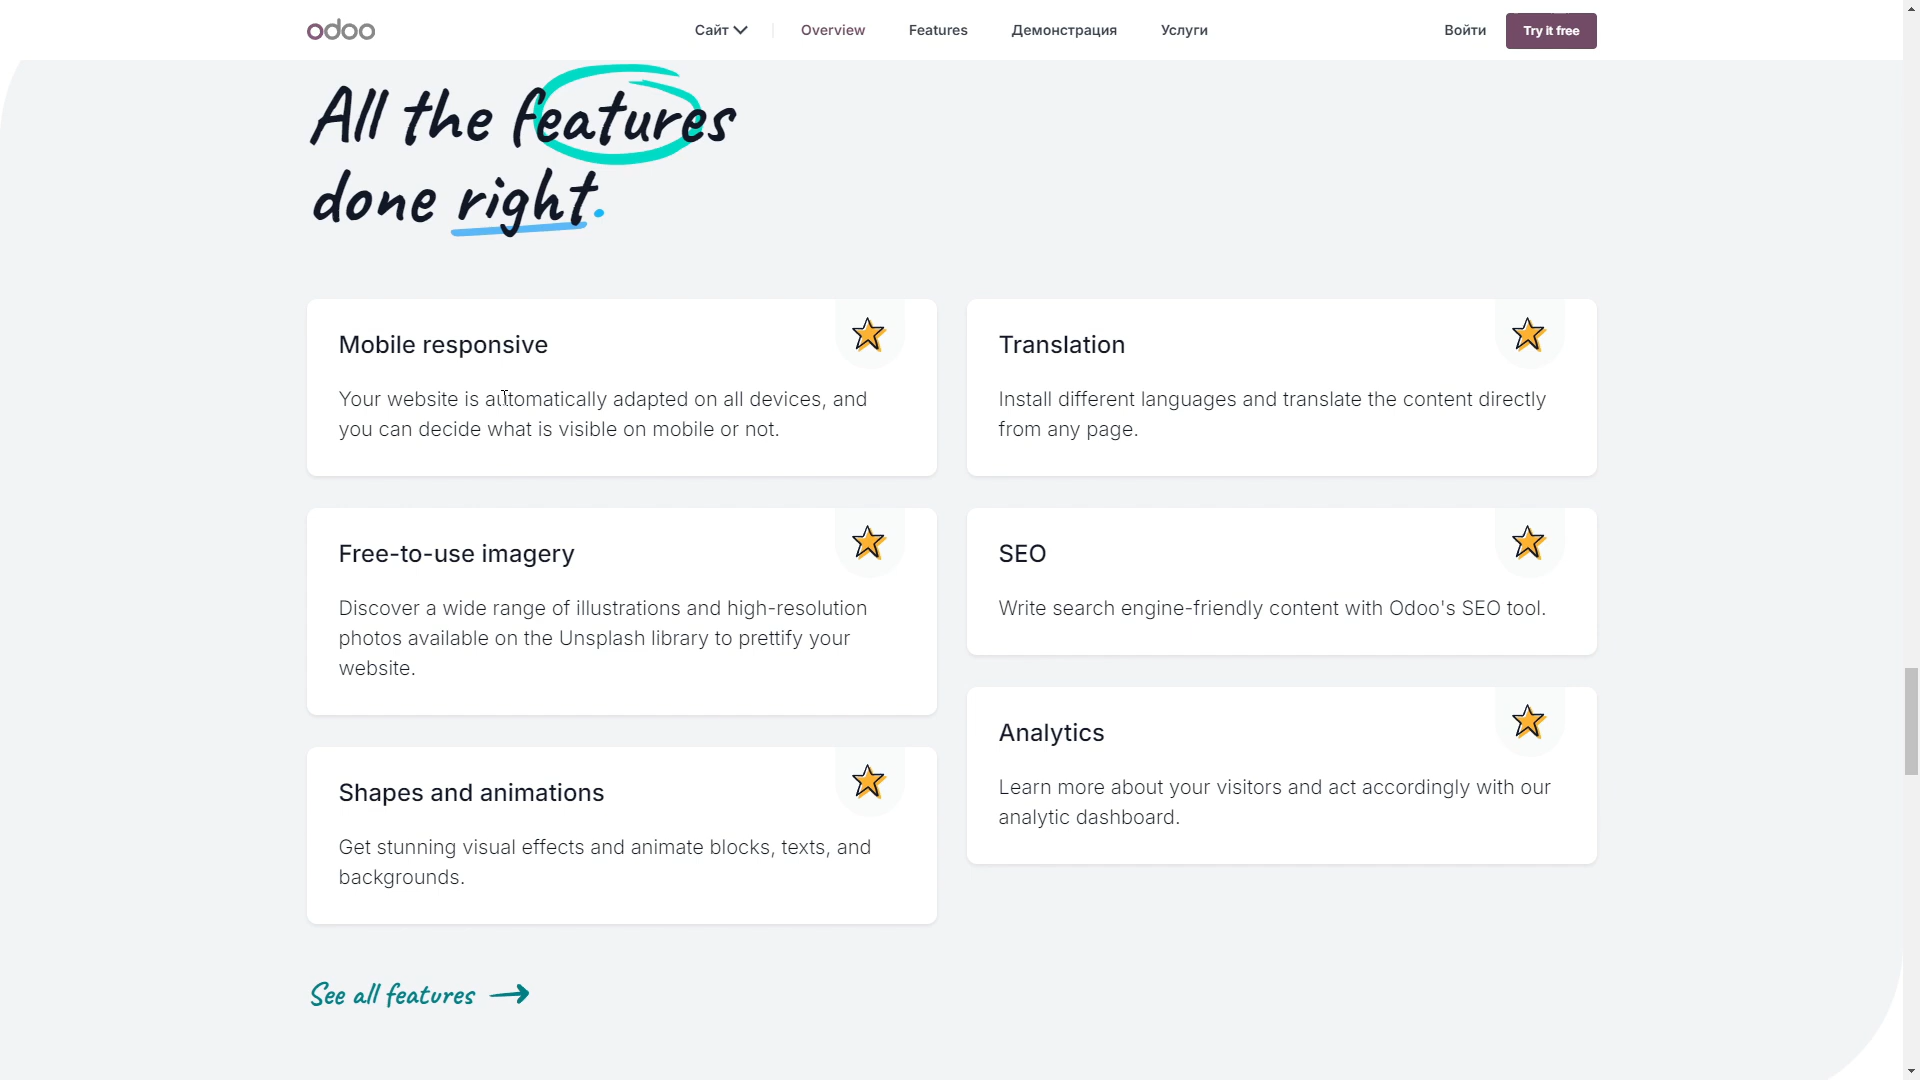 odoo
Сайт
Overview
Features
Демонстрация
Услуги
Войти
Try it free
All the features
done right.
Mobile responsive
Your website is automatically adapted on all devices, and
you can decide what is visible on mobile or not.
Translation
Install different languages and translate the content directly
from any page.
Free-to-use imagery
Discover a wide range of illustrations and high-resolution
photos available on the Unsplash library to prettify your
website.
SEO
Write search engine-friendly content with Odoo's SEO tool.
Shapes and animations
Get stunning visual effects and animate blocks, texts, and
backgrounds.
Analytics
Learn more about your visitors and act accordingly with our
analytic dashboard.
See all features